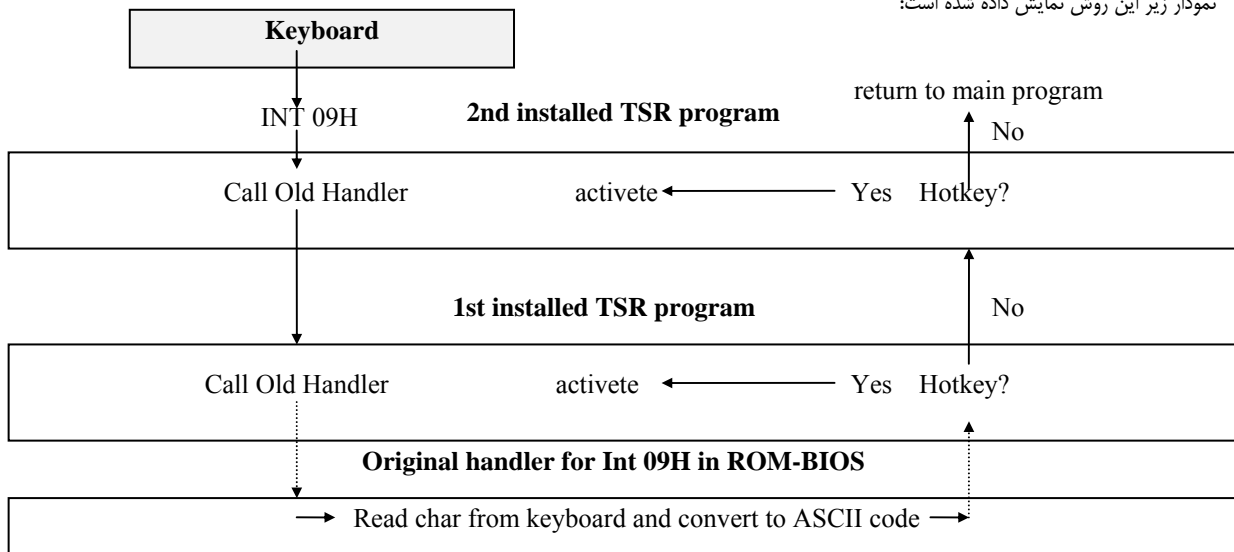 نمودار زیر این روش نمایش داده شده است:
Keyboard
INT 09H
2nd installed TSR program
return to main program
No
Call Old Handler
activete
Yes
Hotkey?
1st installed TSR program
No
Call Old Handler
activete
Yes
Hotkey?
Original handler for Int 09H in ROM-BIOS
Read char from keyboard and convert to ASCII code